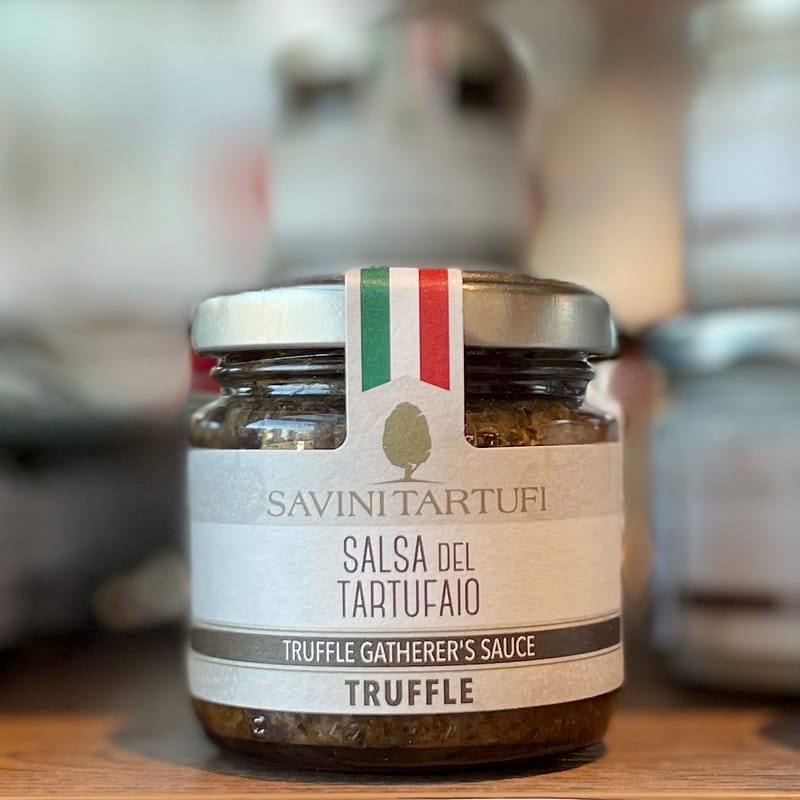 SAVINI TARTUFI
SALSA DEL
TARTUFAIO
TRUFFLE GATHERER'S SAUCE
TRUFFLE